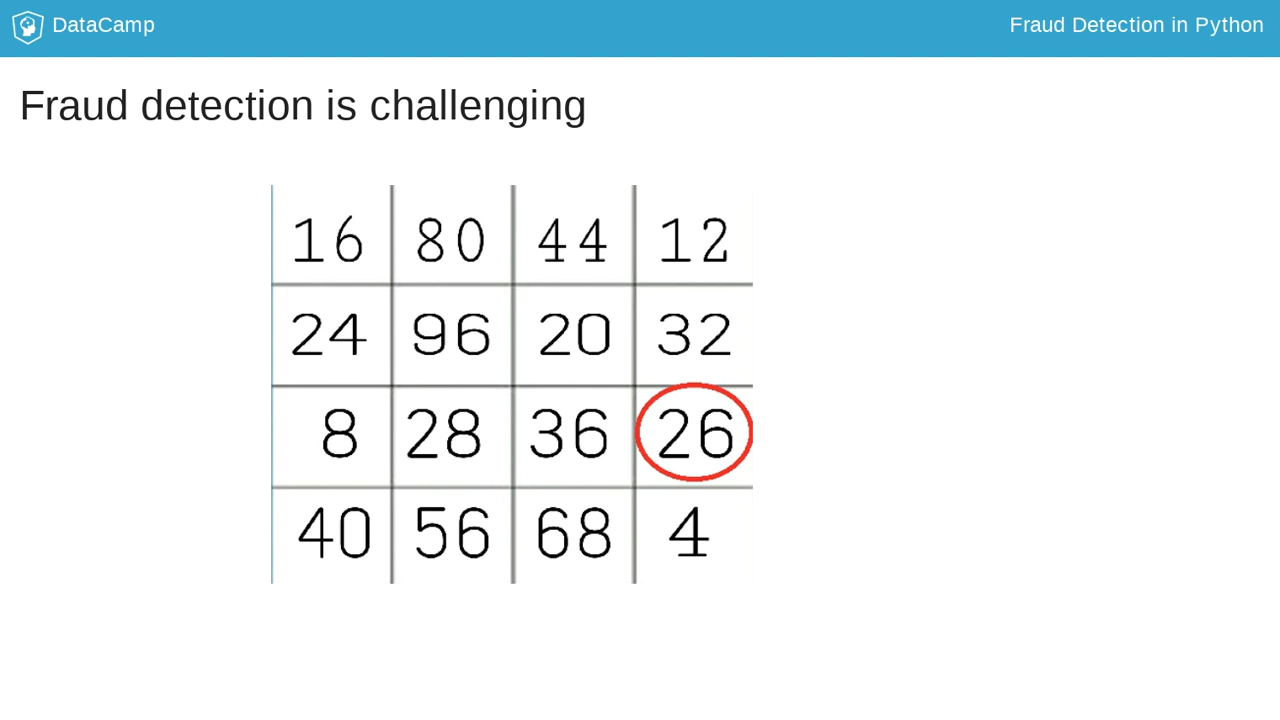 DataCamp
Fraud Detection in Python
Fraud detection is challenging
16 80 44 12
24 96 20 32
8 28 36 26
40 56 68 4